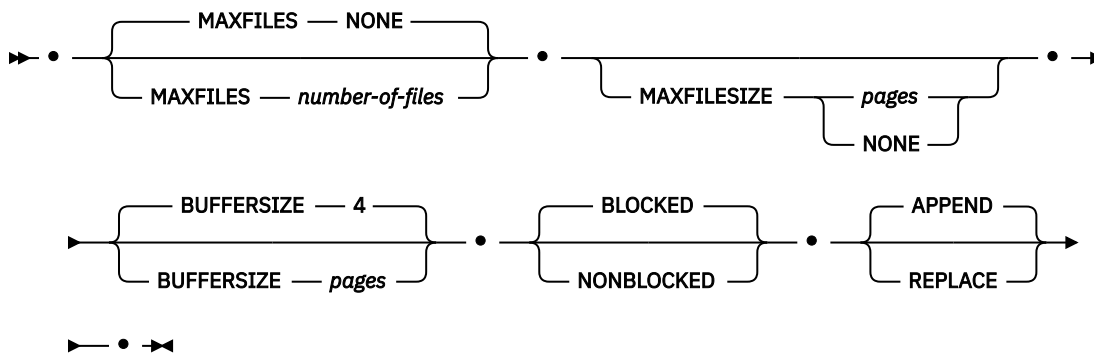 MAXFILES NONE
MAXFILES number-of-files MAXFILESIZE pages
NONE
BUFFERSIZE 4 BLOCKED APPEND
BUFFERSIZE pages NONBLOCKED REPLACE